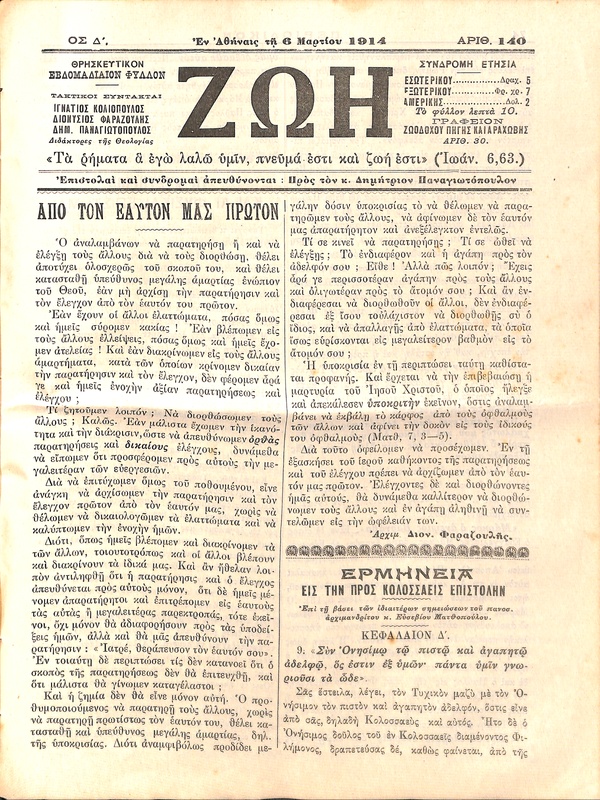 ΟΣ Δ΄. Ἐν Ἀθήναις τῇ 6 Μαρτίου 1914 ΑΡΙΘ. 140
ΘΡΗΣΚΕΥΤΙΚΟΝ
ΕΒΔΟΜΑΔΙΑΙΟΝ ΦΥΛΛΟΝ
ΤΑΚΤΙΚΟΙ ΣΥΝΤΑΚΤΑΙ
ΙΓΝΑΤΙΟΣ ΚΟΛΙΟΠΟΥΛΟΣ
ΔΙΟΝΥΣΙΟΣ ΦΑΡΑΖΟΥΛΗΣ
ΔΗΜ. ΠΑΝΑΓΙΩΤΟΠΟΥΛΟΣ
Διδάκτορες τῆς Θεολογίας
ΖΩΗ
ΣΥΝΔΡΟΜΗ ΕΤΗΣΙΑ
ΕΣΩΤΕΡΙΚΟΥ............Δραχ. 5
ΕΞΩΤΕΡΙΚΟΥ............Φρ. χρ. 7
ΑΜΕΡΙΚΗΣ............Δολ. 2
Τὸ φύλλον λεπτὰ 10.
ΓΡΑΦΕΙΟΝ
ΖΩΟΔΟΧΟΥ ΠΗΓΗΣ ΚΑΙ ΑΡΑΧΩΒΗΣ
ΑΡΙΘ. 30.
«Τὰ ῥήματα ἃ ἐγὼ λαλῶ ὑμῖν, πνεῦμά ἐστι καὶ ζωή ἐστι» (Ἰωάν. 6,63.)
Ἐπιστολαὶ καὶ συνδρομαὶ ἀπευθύνονται : Πρὸς τὸν κ. Δημήτριον Παναγιωτόπουλον
ΑΠΟ ΤΟΝ ΕΑΥΤΟΝ ΜΑΣ ΠΡΩΤΟΝ
Ὁ ἀναλαμβάνων νὰ παρατηρήσῃ ἢ καὶ νὰ
ἐλέγξῃ τοὺς ἄλλους διὰ νὰ τοὺς διορθώσῃ, θέλει
ἀποτύχει ὁλοσχερῶς τοῦ σκοποῦ του, καὶ θέλει
κατασταθῆ ὑπεύθυνος μεγάλης ἁμαρτίας ἐνώπιον
τοῦ Θεοῦ, ἐὰν μὴ ἀρχίσῃ τὴν παρατήρησιν καὶ
τὸν ἔλεγχον ἀπὸ τὸν ἑαυτόν του πρῶτον.
Ἐὰν ἔχουν οἱ ἄλλοι ἐλαττώματα, πόσας ὅμως
καὶ ἡμεῖς σύρομεν κακίας ! Ἐὰν βλέπωμεν εἰς
τοὺς ἄλλους ἐλλείψεις, πόσας ὅμως καὶ ἡμεῖς ἔχο-
μεν ἀτελείας ! Καὶ ἐὰν διακρίνωμεν εἰς τοὺς ἄλλους
ἁμαρτήματα, κατὰ τῶν ὁποίων κρίνομεν δικαίαν
τὴν παρατήρησιν καὶ τὸν ἔλεγχον, δὲν φέρομεν ἆρά
γε καὶ ἡμεῖς ἐνοχὴν ἀξίαν παρατηρήσεως καὶ
ἐλέγχου ;
Τί ζητοῦμεν λοιπόν ; Νὰ διορθώσωμεν τοὺς
ἄλλους ; Καλῶς. Ἐὰν μάλιστα ἔχωμεν τὴν ἱκανό-
τητα καὶ τὴν διάκρισιν, ὥστε νὰ ἀπευθύνωμεν ὀρθὰς
παρατηρήσεις καὶ δικαίους ἐλέγχους, δυνάμεθα
νὰ εἴπωμεν ὅτι προσφέρομεν πρὸς αὐτοὺς τὴν με-
γαλειτέραν τῶν εὐεργεσιῶν.
Διὰ νὰ ἐπιτύχωμεν ὅμως τοῦ ποθουμένου, εἶνε
ἀνάγκη νὰ ἀρχίσωμεν τὴν παρατήρησιν καὶ τὸν
ἔλεγχον πρῶτον ἀπὸ τὸν ἑαυτόν μας, χωρὶς νὰ
θέλωμεν νὰ δικαιολογῶμεν τὰ ἐλαττώματα καὶ νὰ
καλύπτωμεν τὴν ἐνοχὴν ἡμῶν.
Διότι, ὅπως ἡμεῖς βλέπομεν καὶ διακρίνομεν τὰ
τῶν ἄλλων, τοιουτοτρόπως καὶ οἱ ἄλλοι βλέπουν
καὶ διακρίνουν τὰ ἰδικά μας. Καὶ ἂν ἤθελαν λοι-
πὸν ἀντιληφθῆ ὅτι ἡ παρατήρησις καὶ ὁ ἔλεγχος
ἀπευθύνεται πρὸς αὐτοὺς μόνον, ὅτι δὲ ἡμεῖς μέ-
νομεν ἀπαρατήρητοι καὶ ἐπιτρέπομεν εἰς ἑαυτοὺς
τὰς αὐτὰς ἢ μεγαλειτέρας παρεκτροπάς, τότε ἐκεῖ-
νοι, ὄχι μόνον θὰ ἀδιαφορήσουν πρὸς τὰς ὑποδεί-
ξεις ἡμῶν, ἀλλὰ καὶ θὰ μᾶς ἀπευθύνουν τὴν πα-
ρατήρησιν : «Ἰατρέ, θεράπευσον τὸν ἑαυτόν σου».
Ἐν τοιαύτῃ δὲ περιπτώσει τίς δὲν κατανοεῖ ὅτι ὁ
σκοπὸς τῆς παρατηρήσεως δὲν θὰ ἐπιτευχθῆ, καὶ
ὅτι μάλιστα θὰ γίνωμεν καταγέλαστοι ;
Καὶ ἡ ζημία δὲν θὰ εἶνε μόνον αὐτή. Ὁ προ-
θυμοποιούμενος νὰ παρατηρῇ τοὺς ἄλλους, χωρὶς
νὰ παρατηρῇ πρωτίστως τὸν ἑαυτόν του, θέλει κα-
τασταθῆ καὶ ὑπεύθυνος μεγάλης ἁμαρτίας, δηλ.
τῆς ὑποκρισίας. Διότι ἀναμφιβόλως προδίδει με-
γάλην δόσιν ὑποκρισίας τὸ νὰ θέλωμεν νὰ παρα-
τηρῶμεν τοὺς ἄλλους, νὰ ἀφίνωμεν δὲ τὸν ἑαυτόν
μας ἀπαρατήρητον καὶ ἀνεξέλεγκτον ἐντελῶς.
Τί σε κινεῖ νὰ παρατηρήσῃς ; Τί σε ὠθεῖ νὰ
ἐλέγξῃς ; Τὸ ἐνδιαφέρον καὶ ἡ ἀγάπη πρὸς τὸν
ἀδελφόν σου ; Εἴθε ! Ἀλλὰ πῶς λοιπόν ; Ἔχεις
ἆρά γε περισσοτέραν ἀγάπην πρὸς τοὺς ἄλλους
καὶ ὀλιγοτέραν πρὸς τὸ ἄτομόν σου ; Καὶ ἂν ἐν-
διαφέρεσαι νὰ διορθωθοῦν οἱ ἄλλοι, δὲν ἐνδιαφέ-
ρεσαι ἐξ ἴσου τοὐλάχιστον νὰ διορθωθῇς σὺ ὁ
ἴδιος, καὶ νὰ ἀπαλλαγῇς ἀπὸ ἐλαττώματα, τὰ ὁποῖα
ἴσως εὑρίσκονται εἰς μεγαλείτερον βαθμὸν εἰς τὸ
ἄτομόν σου ;
Ἡ ὑποκρισία ἐν τῇ περιπτώσει ταύτῃ καθίστα-
ται προφανής. Καὶ ἔρχεται νὰ τὴν ἐπιβεβαιώσῃ ἡ
μαρτυρία τοῦ Ἰησοῦ Χριστοῦ, ὁ ὁποῖος ἤλεγξε
καὶ ἀπεκάλεσεν ὑποκριτὴν ἐκεῖνον, ὅστις ἀναλαμ-
βάνει νὰ ἐκβάλῃ τὸ κάρφος ἀπὸ τοὺς ὀφθαλμοὺς
τῶν ἄλλων καὶ ἀφίνει τὴν δοκὸν εἰς τοὺς ἰδικούς
του ὀφθαλμοὺς (Ματθ, 7, 3—5).
Διὰ τοῦτο ὀφείλομεν νὰ προσέχωμεν. Ἐν τῇ
ἐξασκήσει τοῦ ἱεροῦ καθήκοντος τῆς παρατηρήσεως
καὶ τοῦ ἐλέγχου πρέπει νὰ ἀρχίζωμεν ἀπὸ τὸν ἑαυ-
τόν μας πρῶτον. Ἐλέγχοντες δὲ καὶ διορθώνοντες
ἡμᾶς αὐτούς, θὰ δυνάμεθα καλλίτερον νὰ διορθώ-
νωμεν τοὺς ἄλλους καὶ ἐν ἀγάπῃ ἀληθινῇ νὰ συν-
τελῶμεν εἰς τὴν ὠφέλειάν των.
Ἀρχιμ. Διον. Φαραζουλῆς.
ΕΡΜΗΝΕΙΑ
ΕΙΣ ΤΗΝ ΠΡΟΣ ΚΟΛΟΣΣΑΕΙΣ ΕΠΙΣΤΟΛΗΝ
Ἐπὶ τῇ βάσει τῶν ἰδιαιτέρων σημειώσεων τοῦ πανοσ.
ἀρχιμανδρίτου κ. Εὐσεβίου Ματθοπούλου.
ΚΕΦΑΛΑΙΟΝ Δ΄.
9. «Σὺν Ὀνησίμῳ τῷ πιστῷ καὶ ἀγαπητῷ
ἀδελφῷ, ὅς ἐστιν ἐξ ὑμῶν· πάντα ὑμῖν γνω-
ριοῦσι τὰ ὧδε».
Σᾶς ἔστειλα, λέγει, τὸν Τυχικὸν μαζὺ μὲ τὸν Ὀ-
νήσιμον τὸν πιστὸν καὶ ἀγαπητὸν ἀδελφόν, ὅστις εἶνε
ἀπὸ σᾶς, δηλαδὴ Κολοσσαεὺς καὶ αὐτός. Ἦτο δὲ ὁ
Ὀνήσιμος δοῦλος τοῦ ἐν Κολοσσαῖς διαμένοντος Φι-
λήμονος, δραπετεύσας δέ, καθὼς φαίνεται, ἀπὸ τῆς